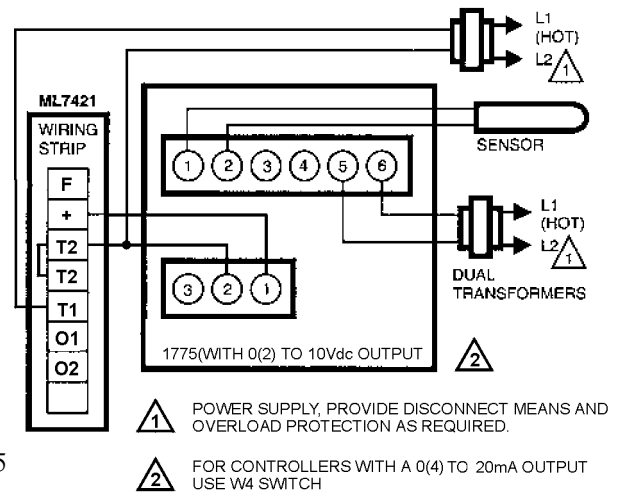 L1
(HOT)
L2 1
ML7421
WIRING
STRIP
F
+
T2
T2
T1
O1
O2
1 2 3 4 5 6
SENSOR
L1
(HOT)
L2 1
DUAL
TRANSFORMERS
3 2 1
1775(WITH 0(2) TO 10Vdc OUTPUT
2
1 POWER SUPPLY, PROVIDE DISCONNECT MEANS AND
OVERLOAD PROTECTION AS REQUIRED.
5
2 FOR CONTROLLERS WITH A 0(4) TO 20mA OUTPUT
USE W4 SWITCH